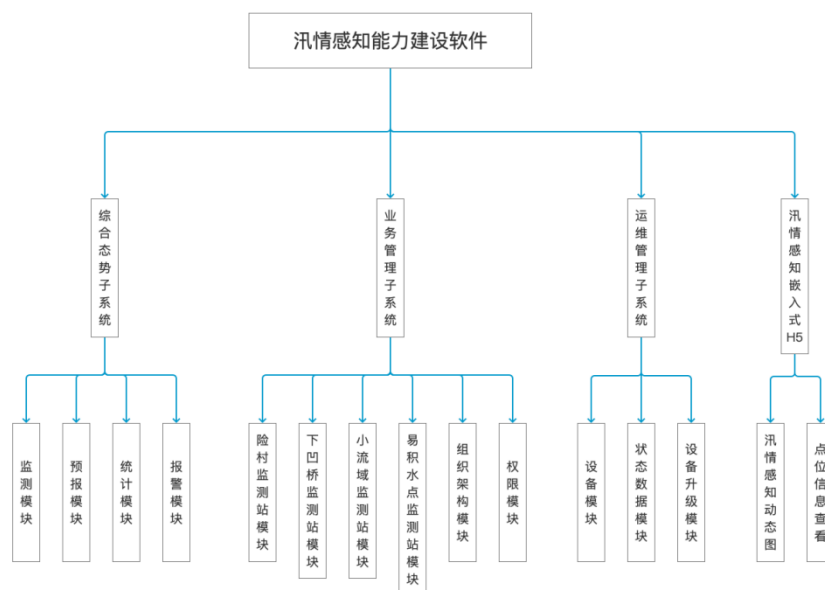 汛情感知能力建设软件
综合态势子系统
业务管理子系统
运维管理子系统
汛情感知嵌入式H5
监测模块
预报模块
统计模块
报警模块
险村监测站模块
下凹桥监测站模块
小流域监测站模块
易积水点监测站模块
组织架构模块
权限模块
设备模块
状态数据模块
设备升级模块
汛情感知动态图
点位信息查看